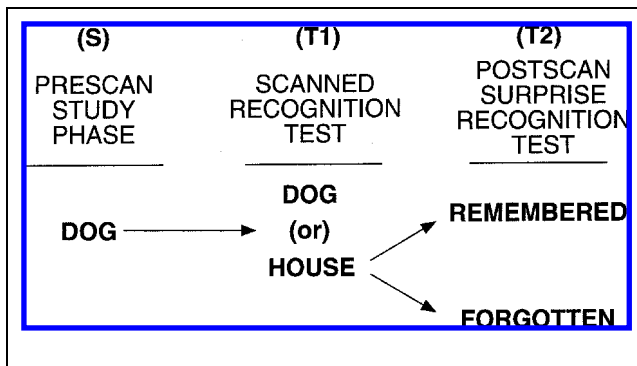 (S)
PRESCAN
STUDY
PHASE
DOG
(T1)
SCANNED
RECOGNITION
TEST
DOG
(or)
HOUSE
(T2)
POSTSCAN
SURPRISE
RECOGNITION
TEST
REMEMBERED
FORGOTTEN